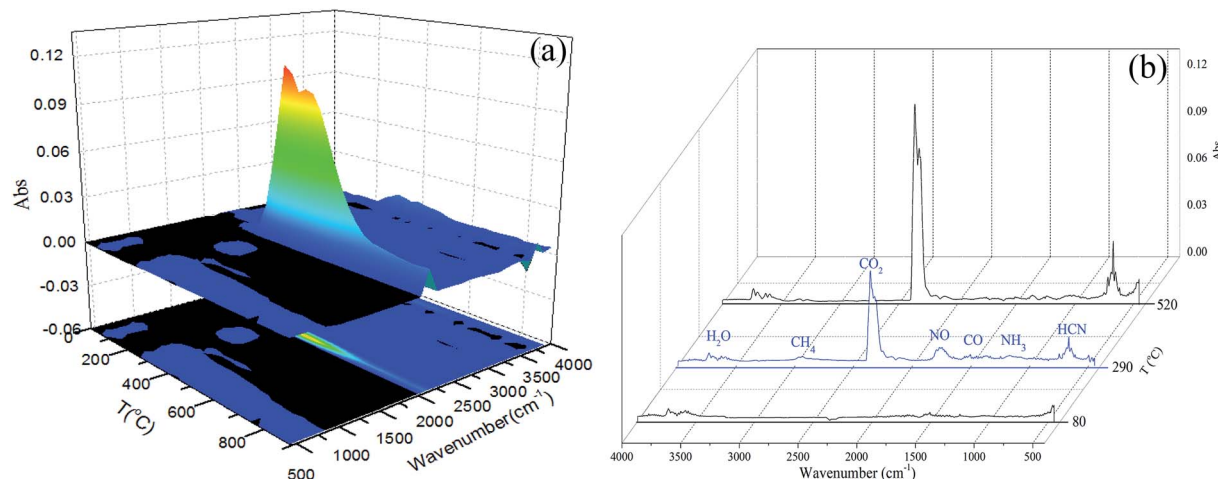 (a)
0.12
0.09
0.06
0.03
0.00
-0.03
-0.06
Abs
0
200
400
600
800
T(°C)
500
1000
1500
2000
2500
3000
3500
4000
Wavenumber(cm⁻¹)
(b)
0.12
0.09
0.06
0.03
0.00
Abs
520
290
80
T (°C)
H₂O
CH₄
CO₂
NO
CO
NH₃
HCN
4000
3500
3000
2500
2000
1500
1000
500
Wavenumber (cm⁻¹)